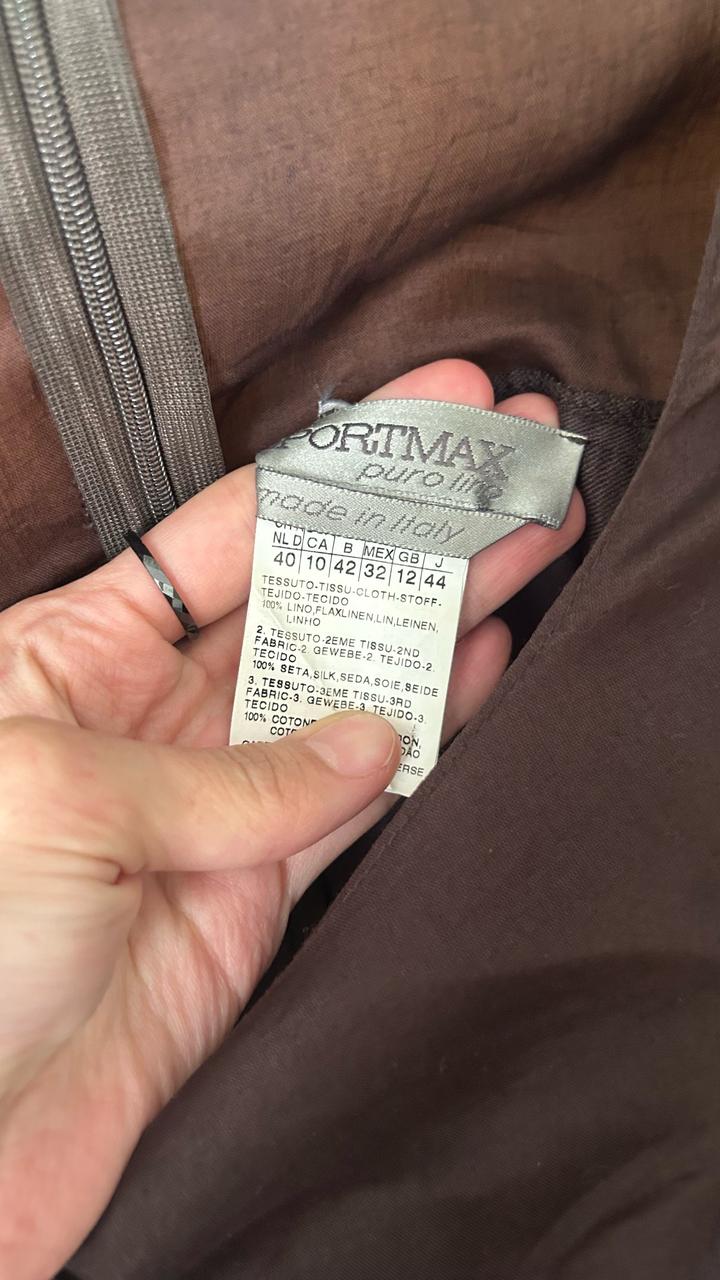 PORTMAX
puro lino
made in Italy
NL D CA B MEX GB J
40 10 42 32 12 44
TESSUTO-TISSU-CLOTH-STOFF-
TEJIDO-TECIDO
100% LINO,FLAXLINEN,LIN,LEINEN,
LINHO
2. TESSUTO-2EME TISSU-2ND
FABRIC-2. GEWEBE-2. TEJIDO-2.
TECIDO
100% SETA,SILK,SEDA,SOIE,SEIDE
3. TESSUTO-3EME TISSU-3RD
FABRIC-3. GEWEBE-3. TEJIDO-3.
TECIDO
100% COTONE